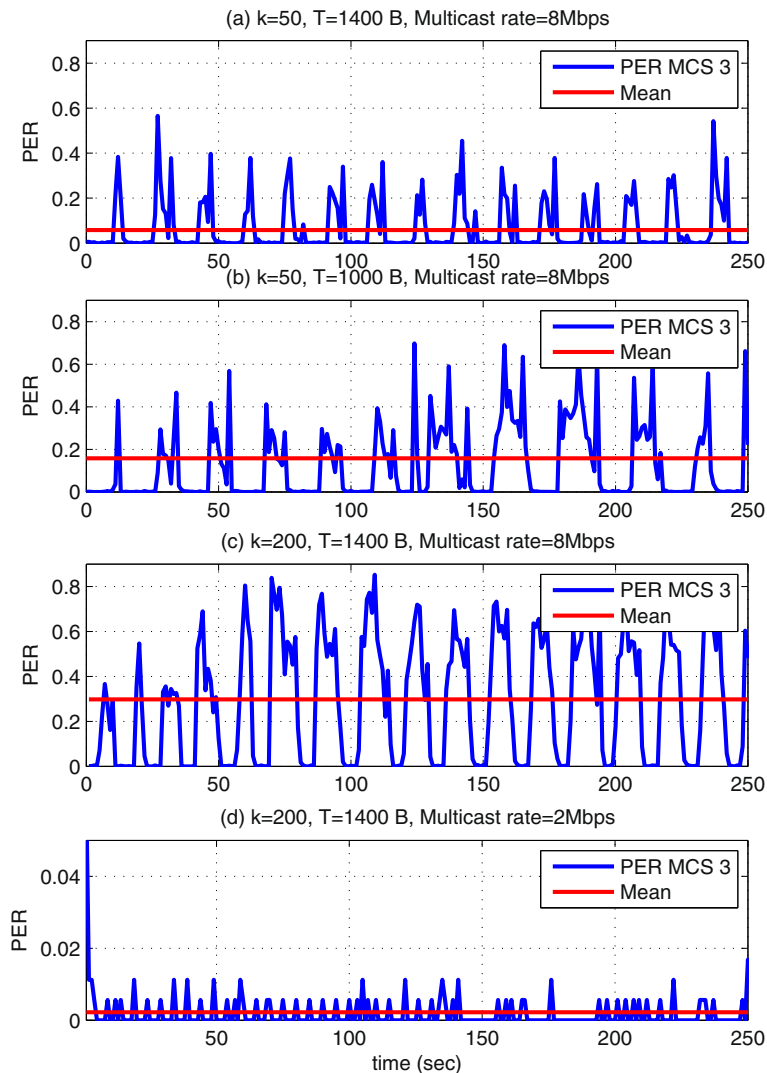 (a) k=50, T=1400 B, Multicast rate=8Mbps
0.8
0.6
0.4
0.2
0
PER
PER MCS 3
Mean
0 50 100 150 200 250
(b) k=50, T=1000 B, Multicast rate=8Mbps
0.8
0.6
0.4
0.2
0
PER
PER MCS 3
Mean
0 50 100 150 200 250
(c) k=200, T=1400 B, Multicast rate=8Mbps
0.8
0.6
0.4
0.2
0
PER
PER MCS 3
Mean
0 50 100 150 200 250
(d) k=200, T=1400 B, Multicast rate=2Mbps
0.04
0.02
0
PER
PER MCS 3
Mean
50 100 150 200 250
time (sec)